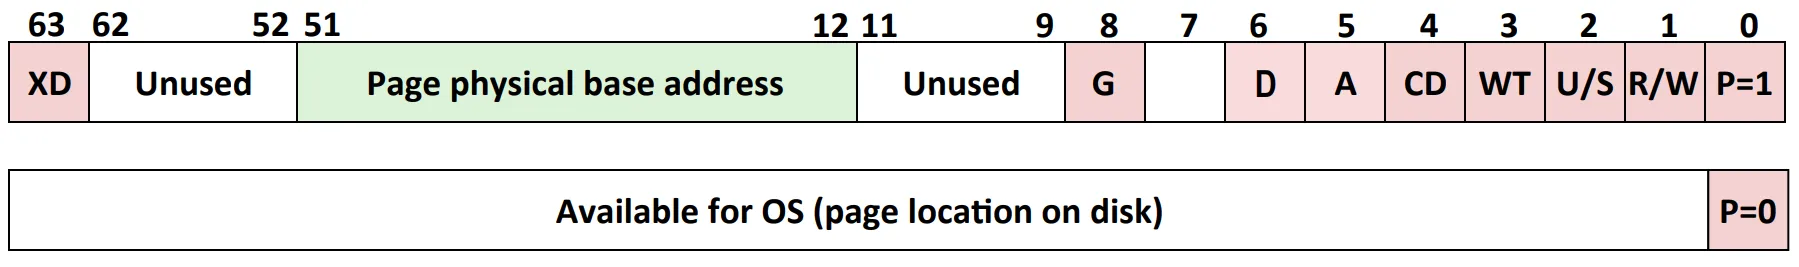 63 62 52 51 12 11 9 8 7 6 5 4 3 2 1 0
XD Unused Page physical base address Unused G D A CD WT U/S R/W P=1
Available for OS (page location on disk) P=0